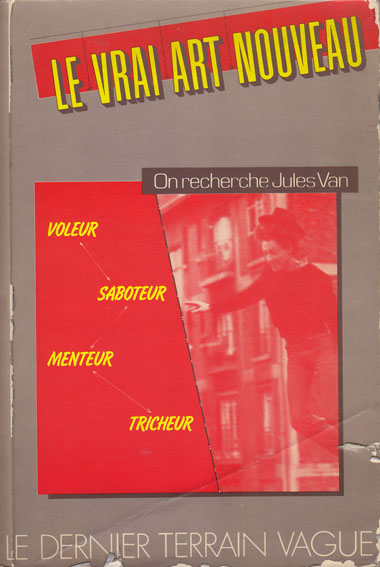 LE VRAI ART NOUVEAU
On recherche Jules Van
VOLEUR
SABOTEUR
MENTEUR
TRICHEUR
LE DERNIER TERRAIN VAGUE